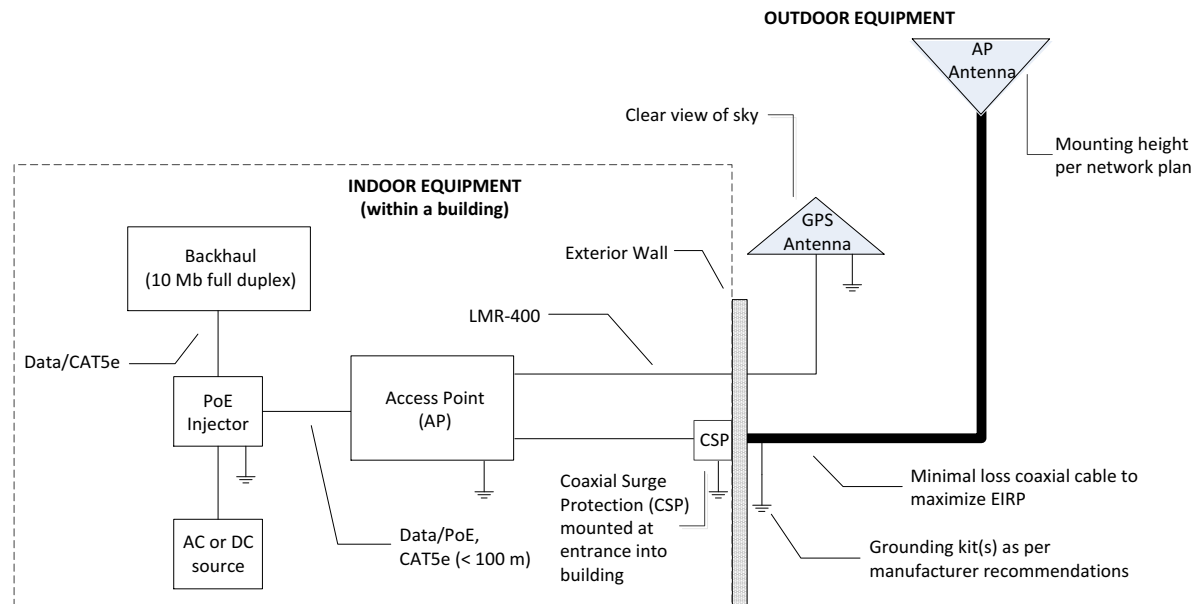 OUTDOOR EQUIPMENT
AP
Antenna
Clear view of sky
Mounting height
per network plan
INDOOR EQUIPMENT
(within a building)
GPS
Antenna
Backhaul
(10 Mb full duplex)
Exterior Wall
LMR-400
Data/CAT5e
PoE
Injector
Access Point
(AP)
CSP
Minimal loss coaxial cable to
maximize EIRP
Coaxial Surge
Protection (CSP)
mounted at
entrance into
building
AC or DC
source
Data/PoE,
CAT5e (< 100 m)
Grounding kit(s) as per
manufacturer recommendations